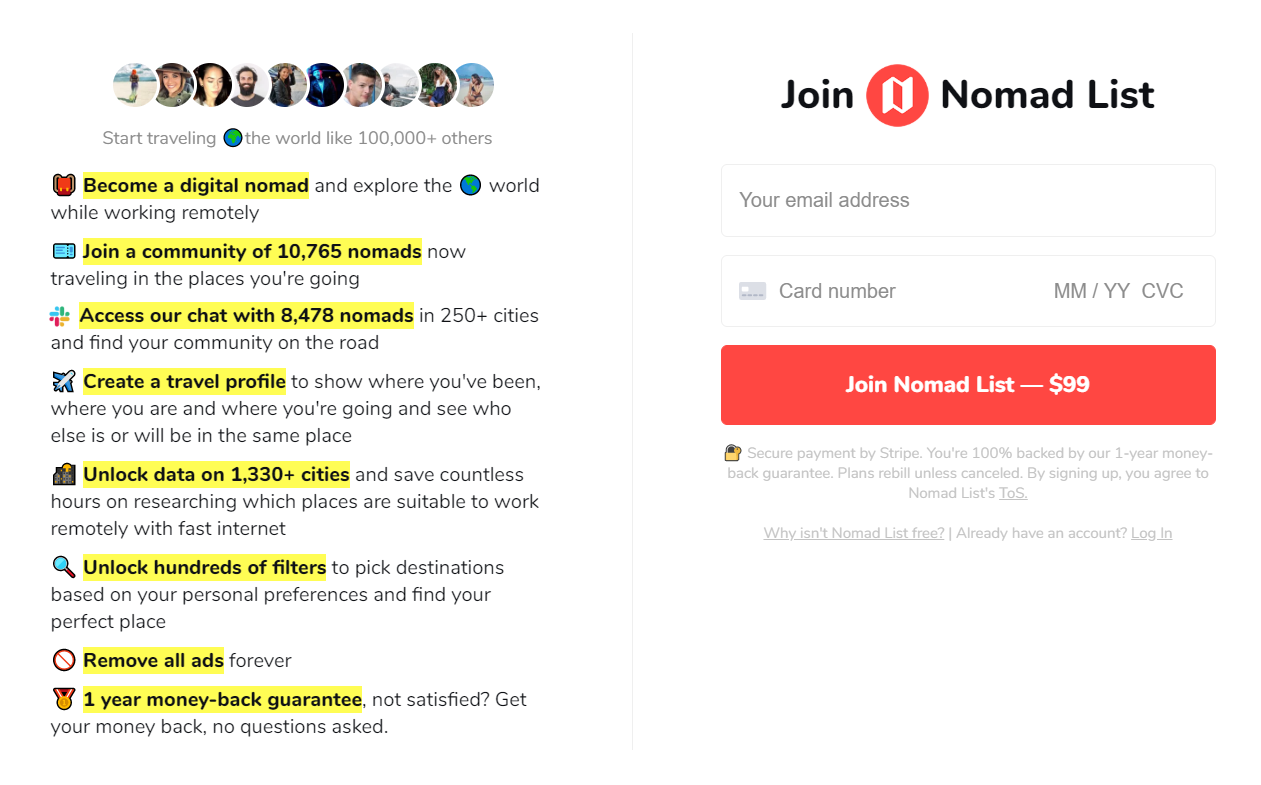 Start traveling the world like 100,000+ others
Become a digital nomad and explore the world
while working remotely
Join a community of 10,765 nomads now
traveling in the places you're going
Access our chat with 8,478 nomads in 250+ cities
and find your community on the road
Create a travel profile to show where you've been,
where you are and where you're going and see who
else is or will be in the same place
Unlock data on 1,330+ cities and save countless
hours on researching which places are suitable to work
remotely with fast internet
Unlock hundreds of filters to pick destinations
based on your personal preferences and find your
perfect place
Remove all ads forever
1 year money-back guarantee, not satisfied? Get
your money back, no questions asked.
Join Nomad List
Your email address
Card number MM / YY CVC
Join Nomad List — $99
Secure payment by Stripe. You're 100% backed by our 1-year money-
back guarantee. Plans rebill unless canceled. By signing up, you agree to
Nomad List's ToS.
Why isn't Nomad List free? | Already have an account? Log In